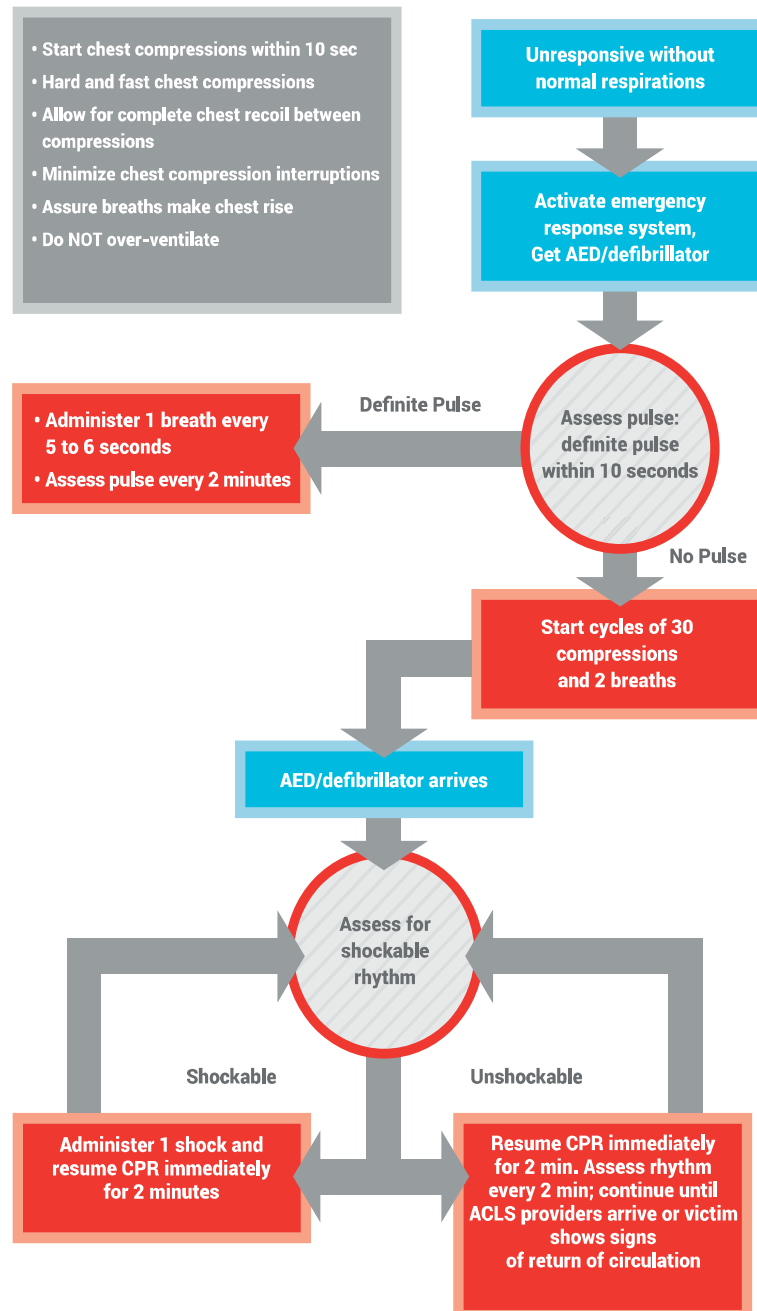 • Start chest compressions within 10 sec
• Hard and fast chest compressions
• Allow for complete chest recoil between
compressions
• Minimize chest compression interruptions
• Assure breaths make chest rise
• Do NOT over-ventilate
Unresponsive without
normal respirations
Activate emergency
response system,
Get AED/defibrillator
Assess pulse:
definite pulse
within 10 seconds
Definite Pulse
• Administer 1 breath every
5 to 6 seconds
• Assess pulse every 2 minutes
No Pulse
Start cycles of 30
compressions
and 2 breaths
AED/defibrillator arrives
Assess for
shockable
rhythm
Shockable
Unshockable
Administer 1 shock and
resume CPR immediately
for 2 minutes
Resume CPR immediately
for 2 min. Assess rhythm
every 2 min; continue until
ACLS providers arrive or victim
shows signs
of return of circulation